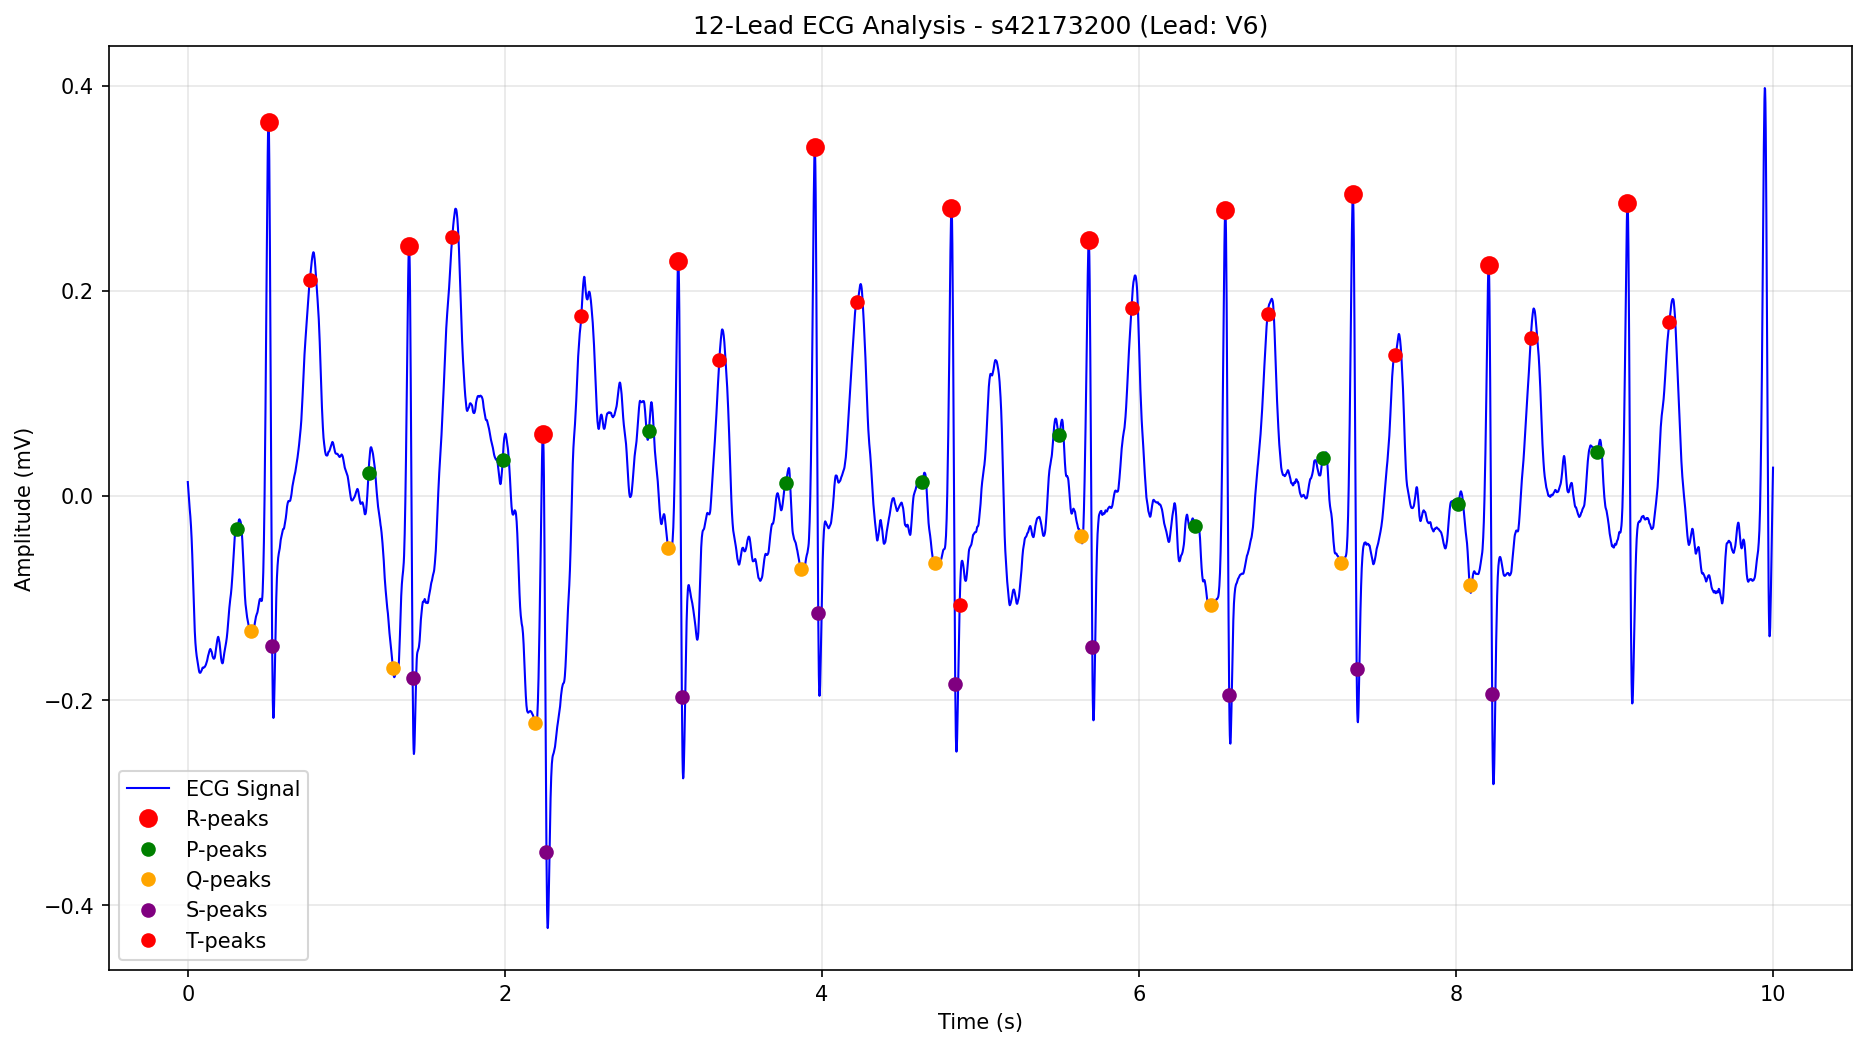 12-Lead ECG Analysis - s42173200 (Lead: V6)
Amplitude (mV)
0.4
0.2
0.0
−0.2
−0.4
ECG Signal
R-peaks
P-peaks
Q-peaks
S-peaks
T-peaks
0 2 4 6 8 10
Time (s)